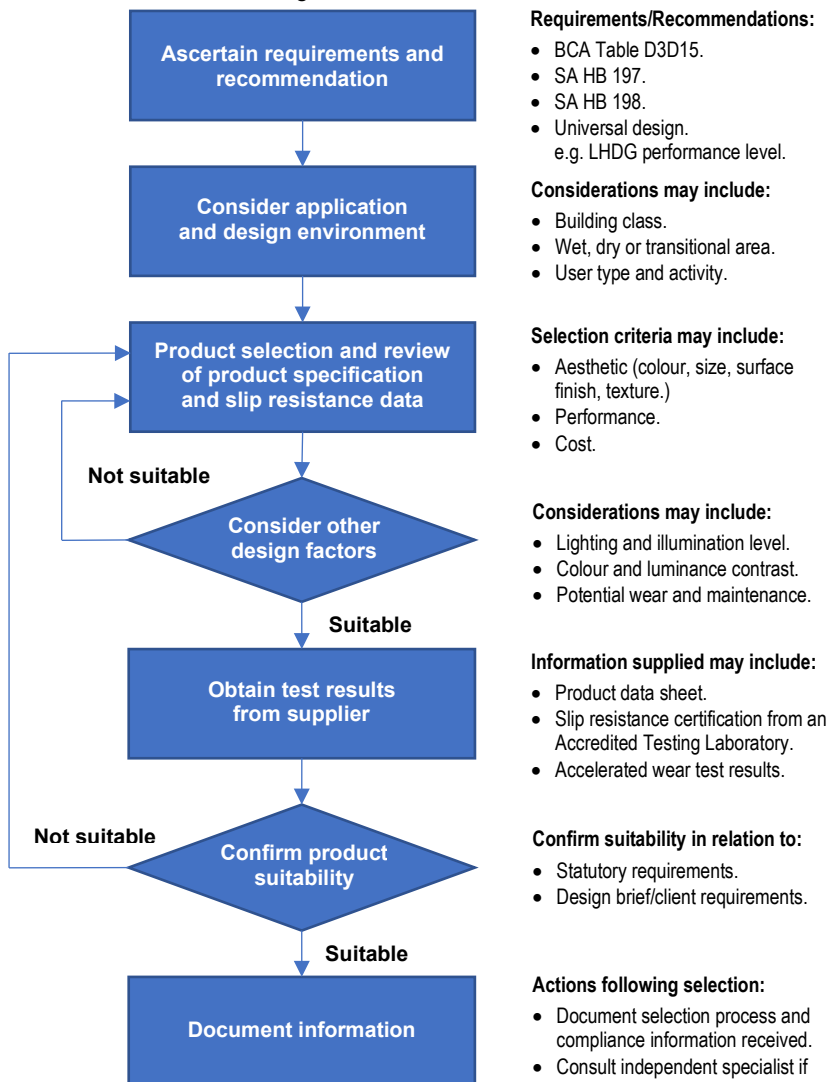 Ascertain requirements and
recommendation
Requirements/Recommendations:
• BCA Table D3D15.
• SA HB 197.
• SA HB 198.
• Universal design.
e.g. LHDG performance level.
Consider application
and design environment
Considerations may include:
• Building class.
• Wet, dry or transitional area.
• User type and activity.
Product selection and review
of product specification
and slip resistance data
Selection criteria may include:
• Aesthetic (colour, size, surface
finish, texture.)
• Performance.
• Cost.
Not suitable
Consider other
design factors
Considerations may include:
• Lighting and illumination level.
• Colour and luminance contrast.
• Potential wear and maintenance.
Suitable
Obtain test results
from supplier
Information supplied may include:
• Product data sheet.
• Slip resistance certification from an
Accredited Testing Laboratory.
• Accelerated wear test results.
Not suitable
Confirm product
suitability
Confirm suitability in relation to:
• Statutory requirements.
• Design brief/client requirements.
Suitable
Document information
Actions following selection:
• Document selection process and
compliance information received.
• Consult independent specialist if